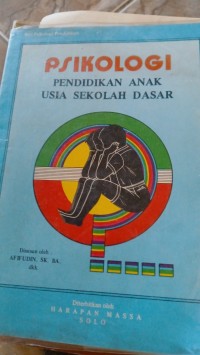 PSIKOLOGI
PENDIDIKAN ANAK
USIA SEKOLAH DASAR
Disusun oleh :
AFIFUDIN, SK. BA.
dkk.
Diterbitkan oleh
HARAPAN MASSA
SOLO